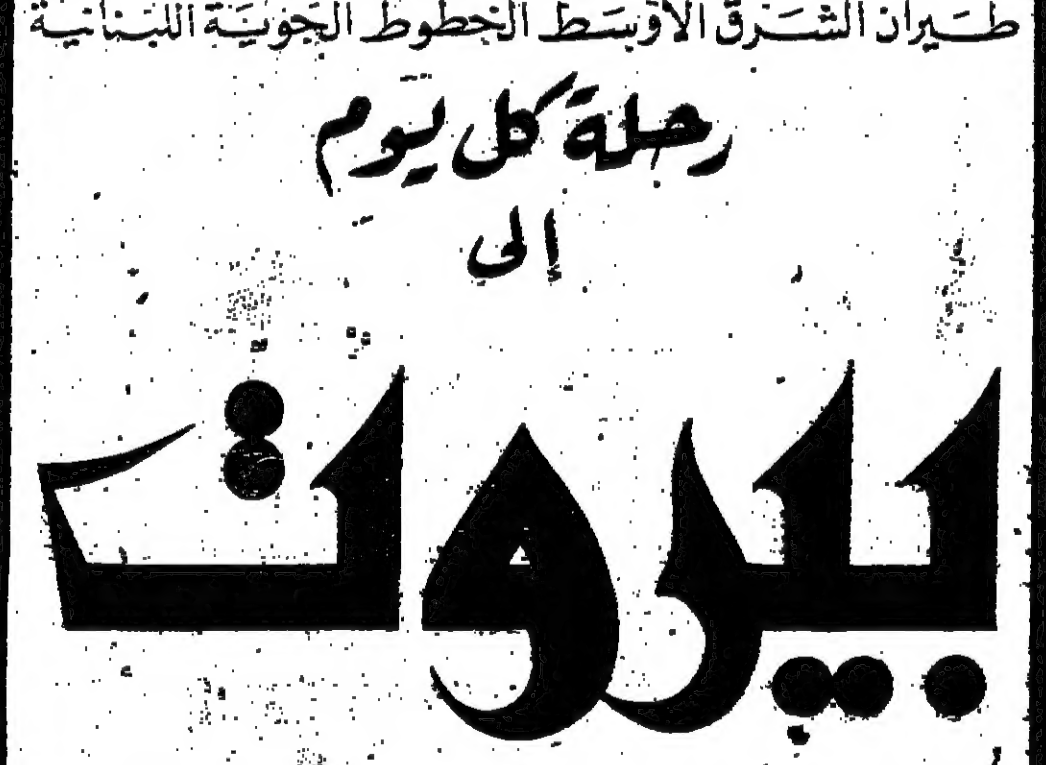 طيران الشرق الأوسط الخطوط الجوية اللبنانية
رحلة كل يوم
إلى
بيروت